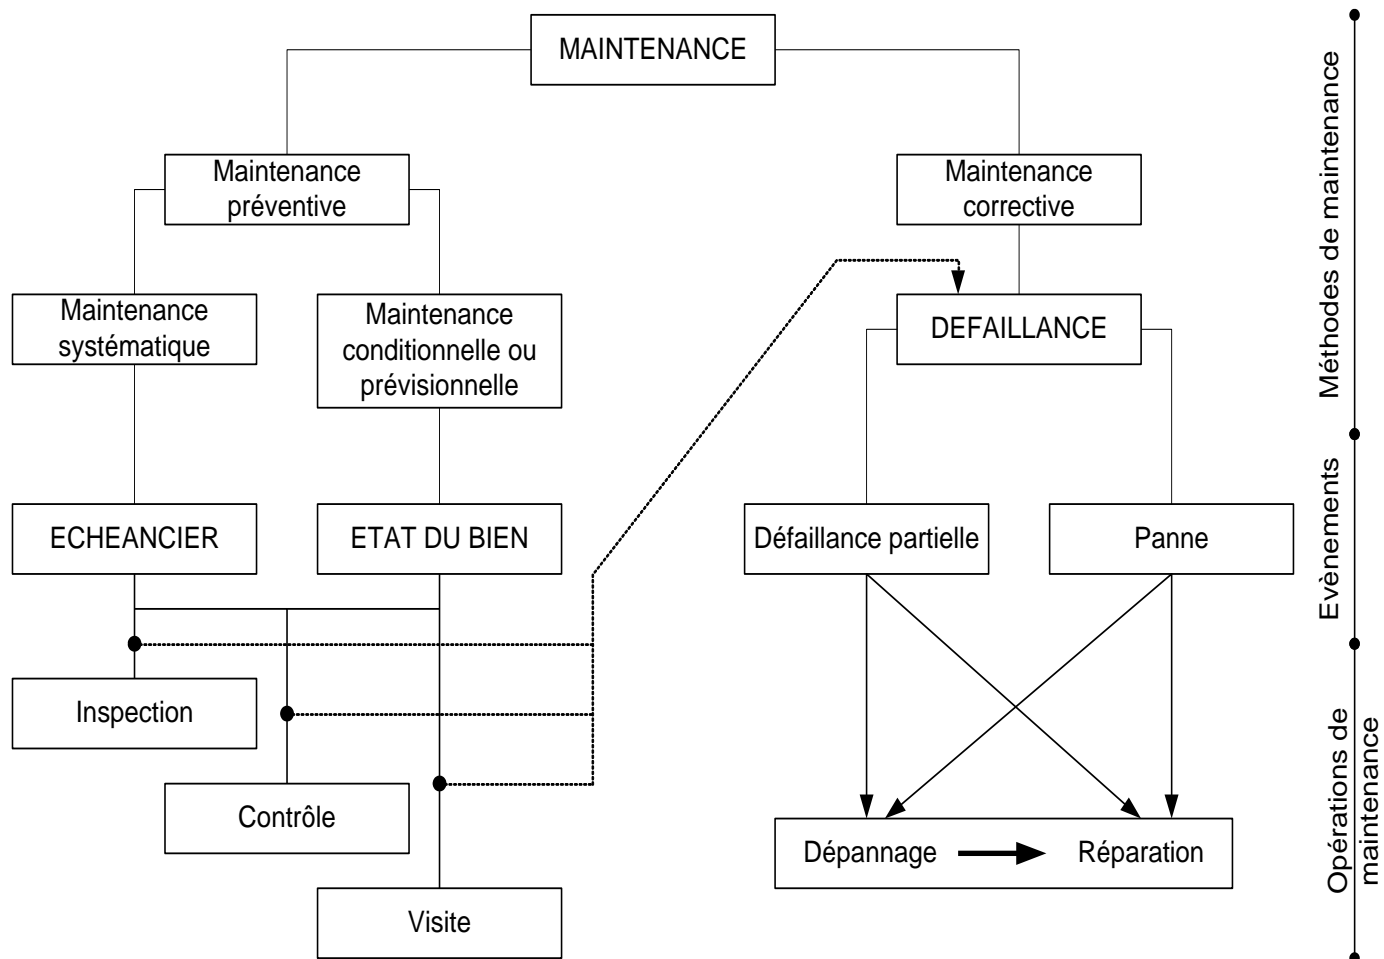 MAINTENANCE
Maintenance
préventive
Maintenance
corrective
Maintenance
systématique
Maintenance
conditionnelle ou
prévisionnelle
DEFAILLANCE
ECHEANCIER
ETAT DU BIEN
Défaillance partielle
Panne
Inspection
Contrôle
Visite
Dépannage
Réparation
Méthodes de maintenance
Evènements
Opérations de
maintenance